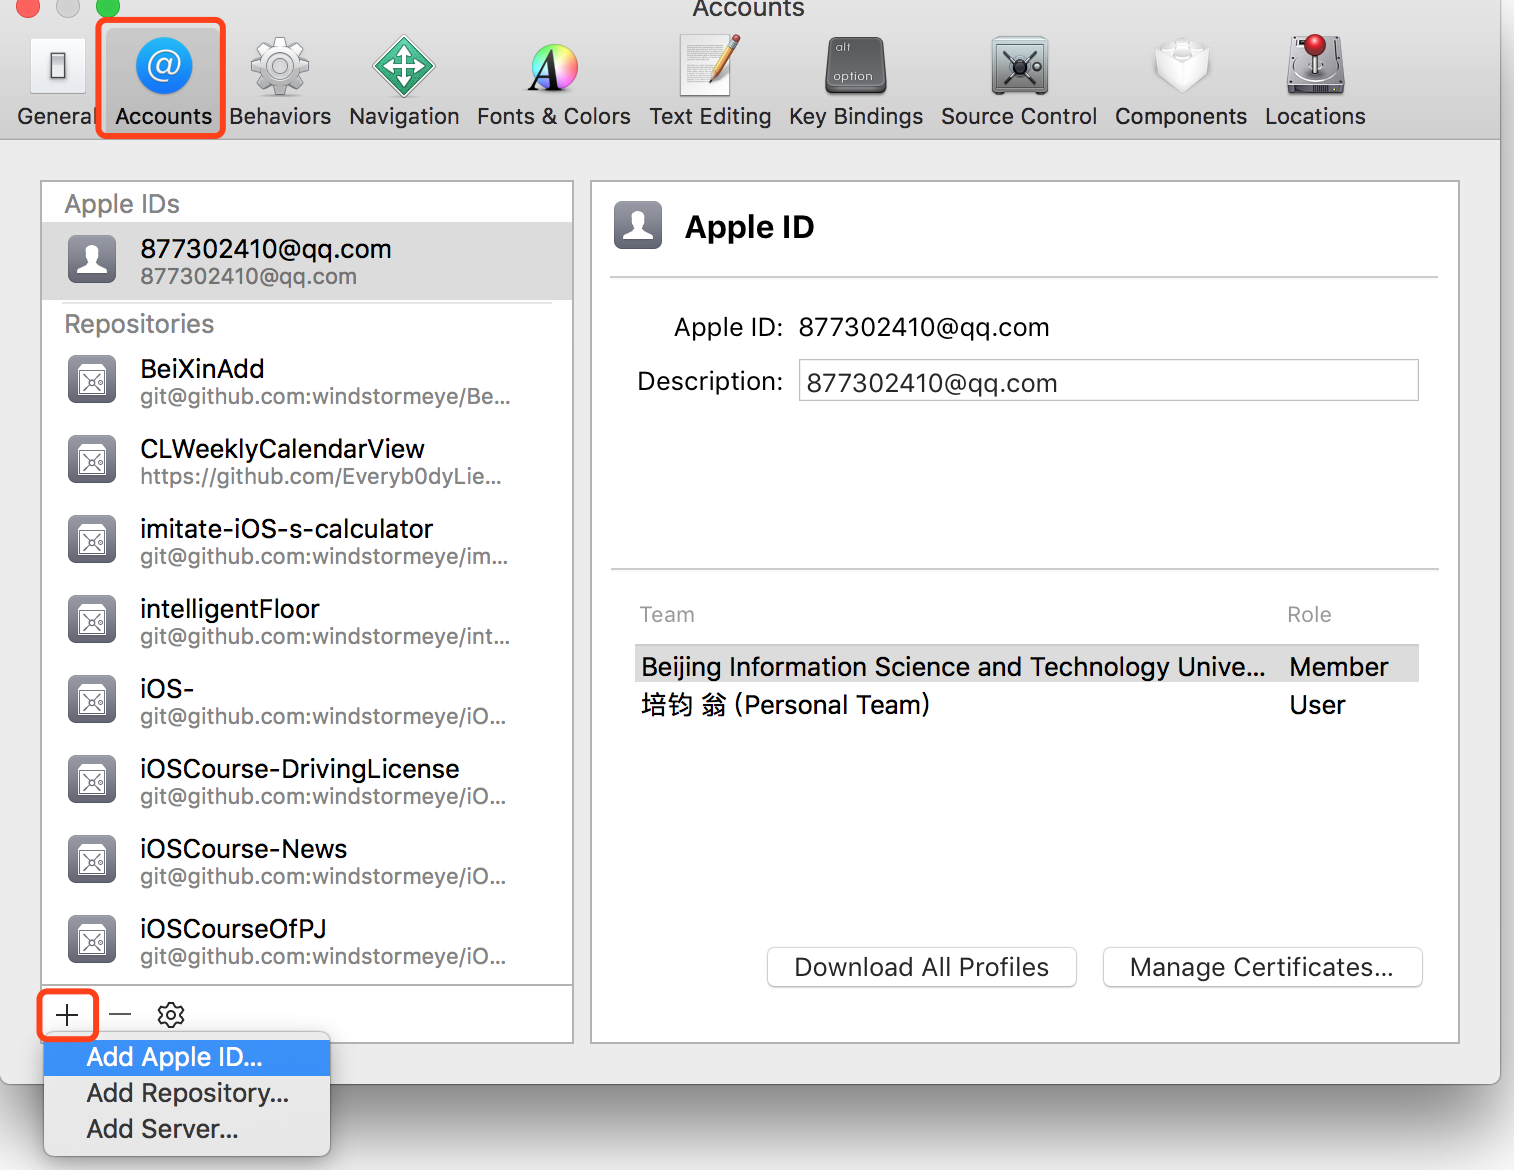 Accounts
General
Accounts
Behaviors
Navigation
Fonts & Colors
Text Editing
alt
option
Key Bindings
Source Control
Components
Locations
Apple IDs
877302410@qq.com
877302410@qq.com
Repositories
BeiXinAdd
git@github.com:windstormeye/Be...
CLWeeklyCalendarView
https://github.com/Everyb0dyLie...
imitate-iOS-s-calculator
git@github.com:windstormeye/im...
intelligentFloor
git@github.com:windstormeye/int...
iOS-
git@github.com:windstormeye/iO...
iOSCourse-DrivingLicense
git@github.com:windstormeye/iO...
iOSCourse-News
git@github.com:windstormeye/iO...
iOSCourseOfPJ
git@github.com:windstormeye/iO...
Add Apple ID...
Add Repository...
Add Server...
Apple ID
Apple ID: 877302410@qq.com
Description: 877302410@qq.com
Team Role
Beijing Information Science and Technology Unive... Member
培钧 翁 (Personal Team) User
Download All Profiles
Manage Certificates...